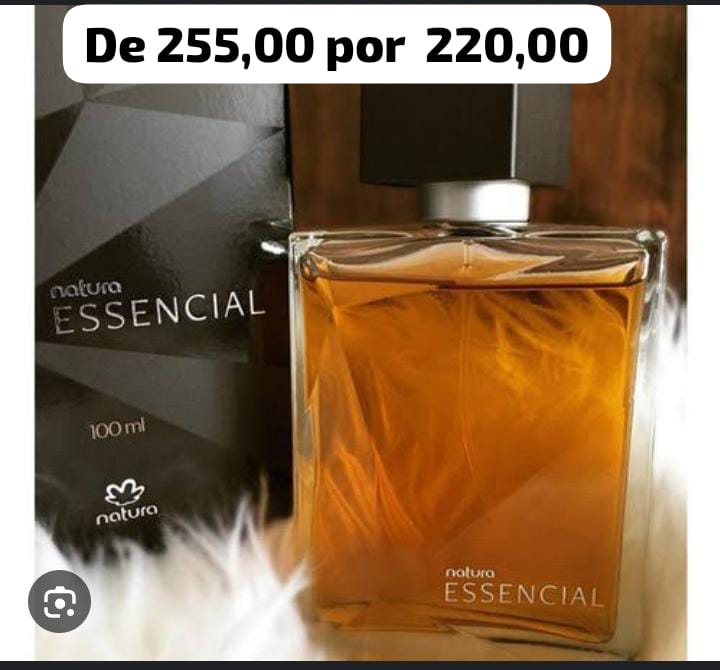 De 255,00 por 220,00
natura
ESSENCIAL
100 ml
natura
natura
ESSENCIAL